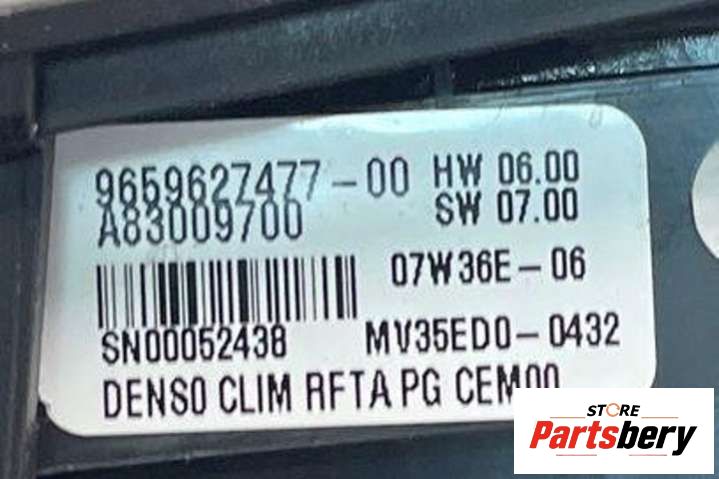 9659627477-00 HW 06.00
A83009700 SW 07.00
07W36E-06
SN00052438 MV35ED0-0432
DENSO CLIM RFTA PG CEM00
STORE
Partsbery